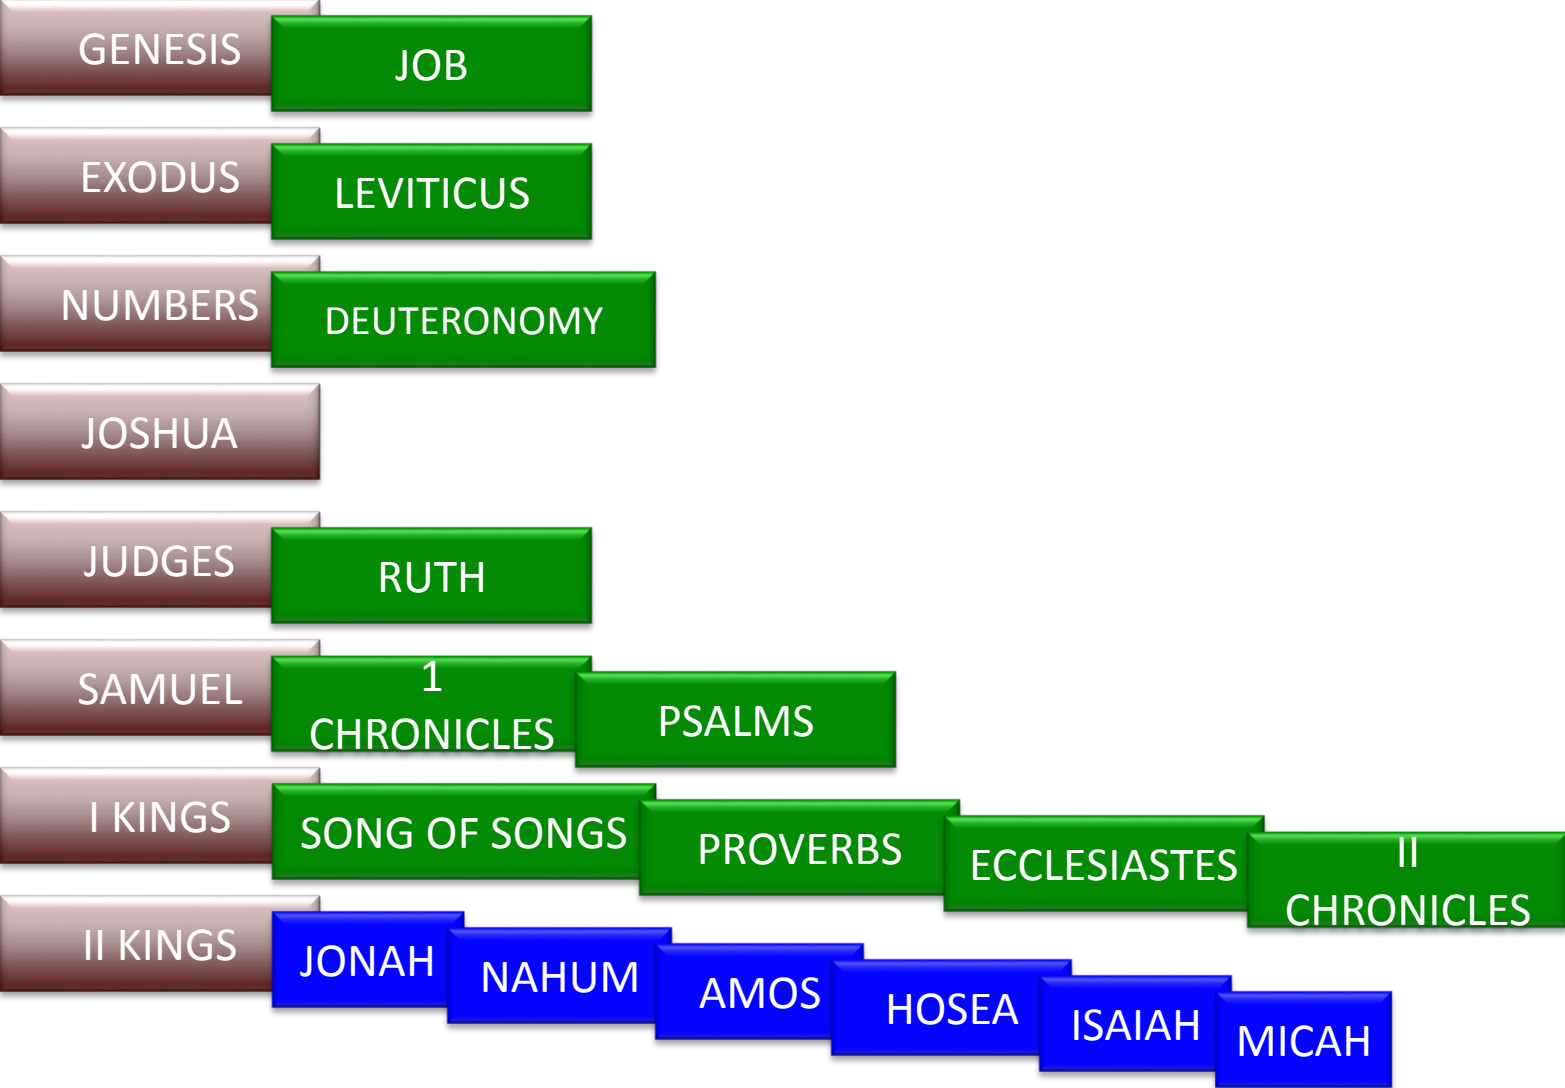 GENESIS
JOB
EXODUS
LEVITICUS
NUMBERS
DEUTERONOMY
JOSHUA
JUDGES
RUTH
SAMUEL
1
CHRONICLES
PSALMS
I KINGS
SONG OF SONGS
PROVERBS
ECCLESIASTES
II
CHRONICLES
II KINGS
JONAH
NAHUM
AMOS
HOSEA
ISAIAH
MICAH